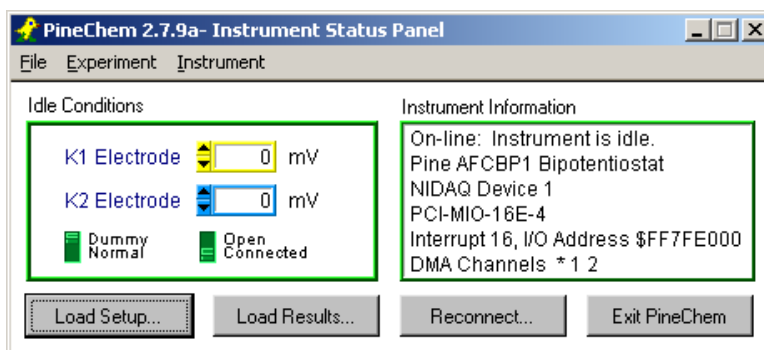 PineChem 2.7.9a- Instrument Status Panel
File Experiment Instrument
Idle Conditions
K1 Electrode 0 mV
K2 Electrode 0 mV
Dummy
Normal
Open
Connected
Instrument Information
On-line: Instrument is idle.
Pine AFCBP1 Bipotentiostat
NIDAQ Device 1
PCI-MIO-16E-4
Interrupt 16, I/O Address $FF7FE000
DMA Channels * 1 2
Load Setup... Load Results... Reconnect... Exit PineChem